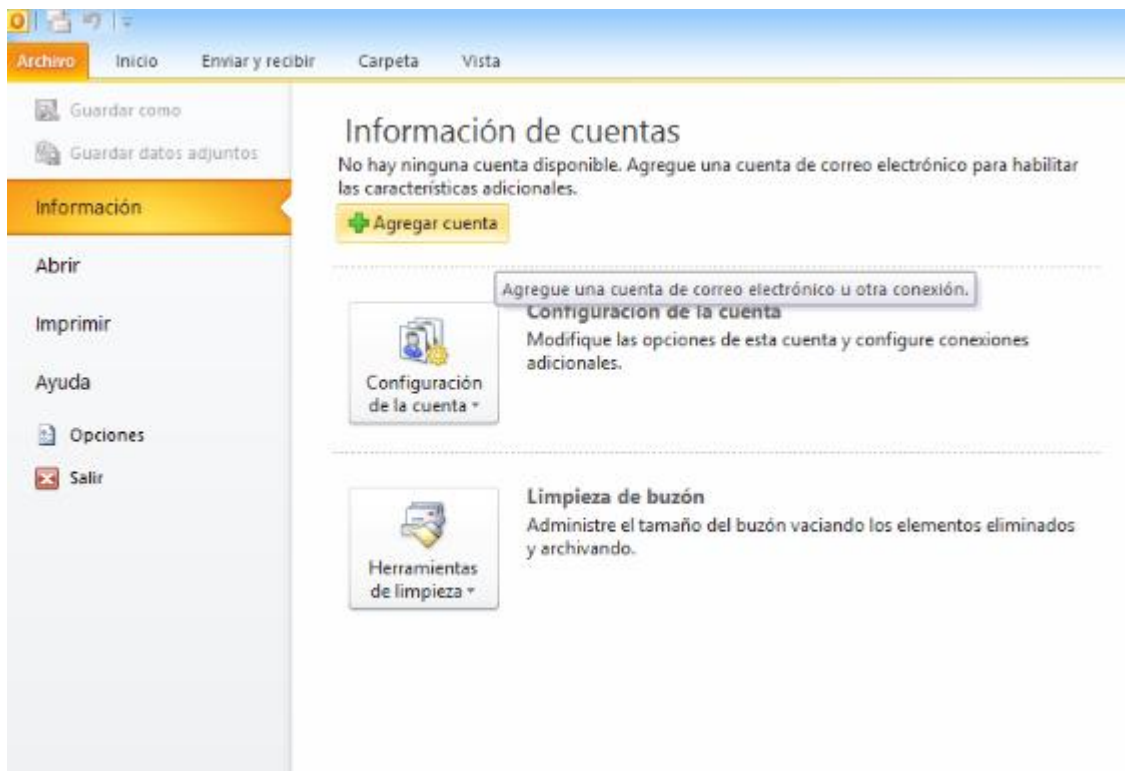 Archivo Inicio Enviar y recibir Carpeta Vista
Guardar como
Guardar datos adjuntos
Información
Abrir
Imprimir
Ayuda
Opciones
Salir
Información de cuentas
No hay ninguna cuenta disponible. Agregue una cuenta de correo electrónico para habilitar
las características adicionales.
Agregar cuenta
Agregue una cuenta de correo electrónico u otra conexión.
Configuración
de la cuenta
Configuración de la cuenta
Modifique las opciones de esta cuenta y configure conexiones
adicionales.
Herramientas
de limpieza
Limpieza de buzón
Administre el tamaño del buzón vaciando los elementos eliminados
y archivando.